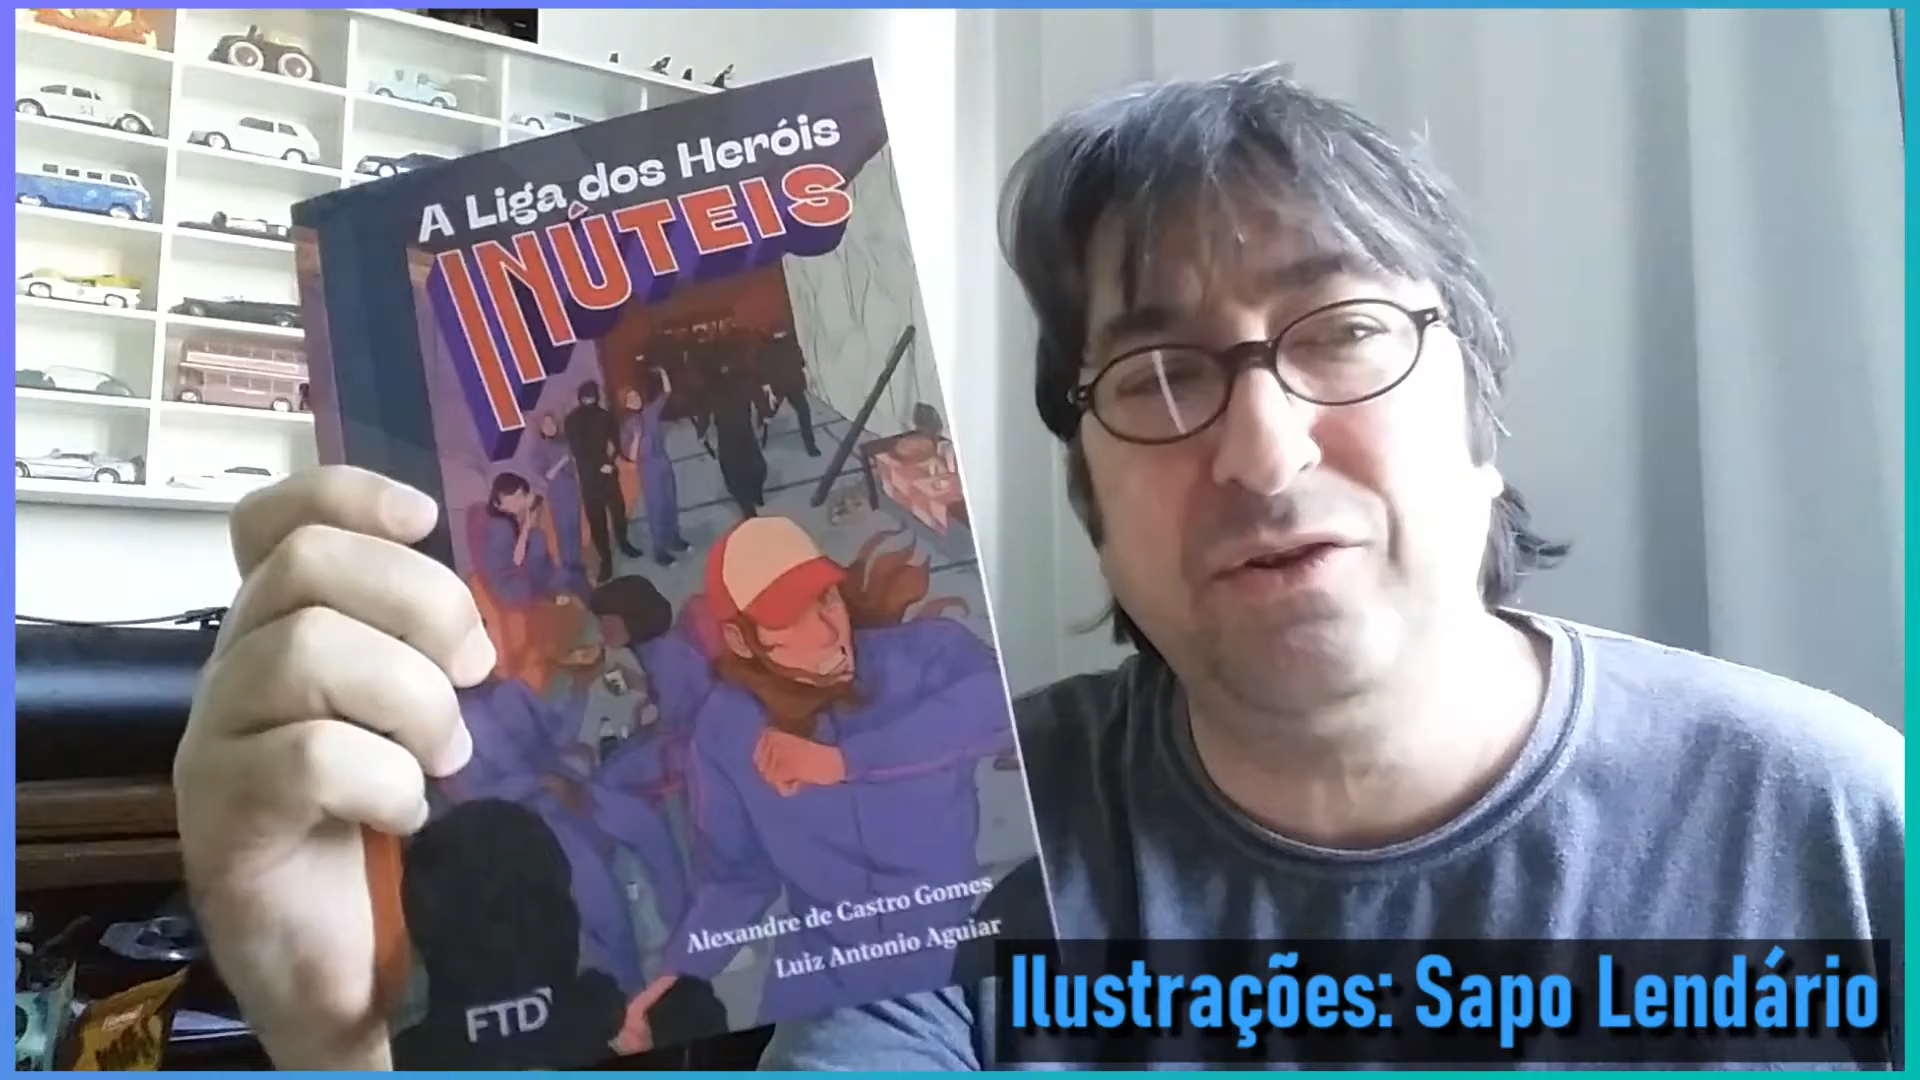 A Liga dos Heróis
INÚTEIS
Alexandre de Castro Gomes
Luiz Antonio Aguiar
FTD
Ilustrações: Sapo Lendário